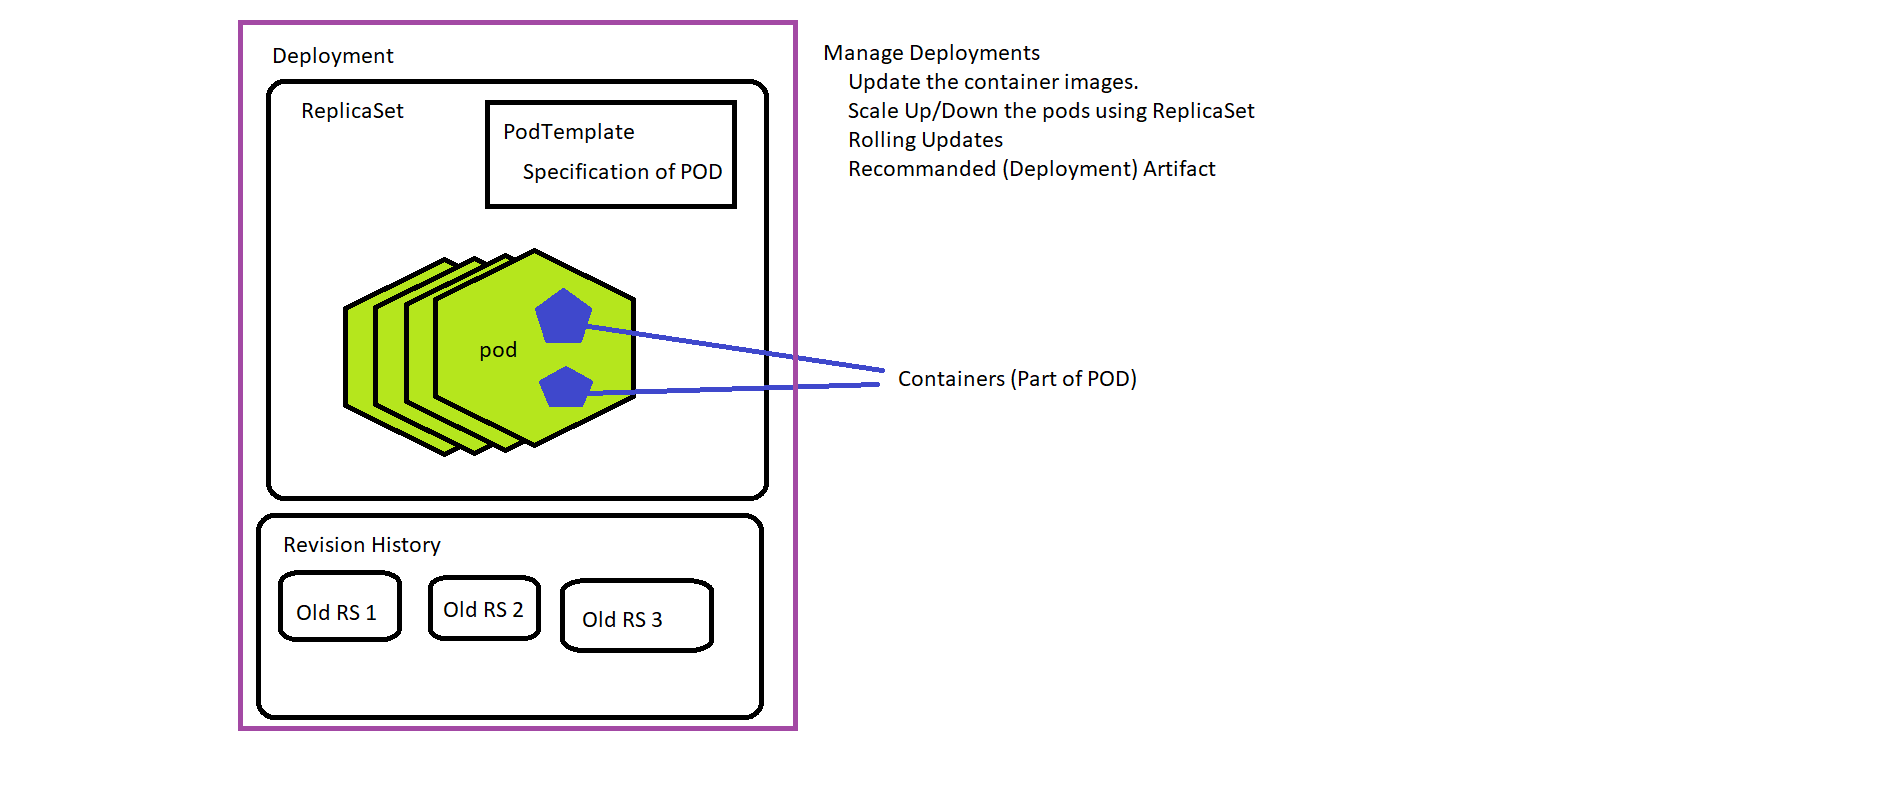 Deployment
ReplicaSet
PodTemplate
Specification of POD
pod
Manage Deployments
Update the container images.
Scale Up/Down the pods using ReplicaSet
Rolling Updates
Recommanded (Deployment) Artifact
Containers (Part of POD)
Revision History
Old RS 1
Old RS 2
Old RS 3